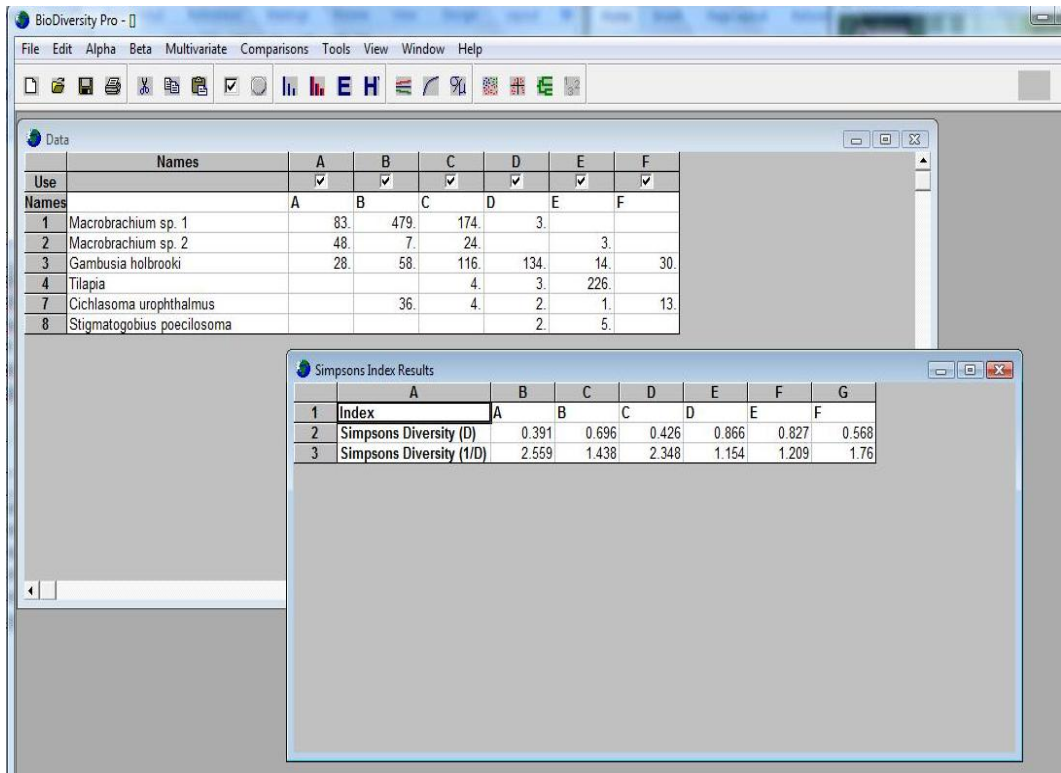 BioDiversity Pro - []
File Edit Alpha Beta Multivariate Comparisons Tools View Window Help
E H'
Data
Names A B C D E F
Use
Names A B C D E F
1 Macrobrachium sp. 1 83. 479. 174. 3.
2 Macrobrachium sp. 2 48. 7. 24. 3.
3 Gambusia holbrooki 28. 58. 116. 134. 14. 30.
4 Tilapia 4. 3. 226.
7 Cichlasoma urophthalmus 36. 4. 2. 1. 13.
8 Stigmatogobius poecilosoma 2. 5.
Simpsons Index Results
A B C D E F G
1 Index A B C D E F
2 Simpsons Diversity (D) 0.391 0.696 0.426 0.866 0.827 0.568
3 Simpsons Diversity (1/D) 2.559 1.438 2.348 1.154 1.209 1.76